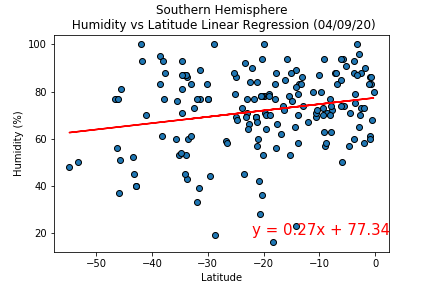 Southern Hemisphere
Humidity vs Latitude Linear Regression (04/09/20)
100
80
60
40
20
Humidity (%)
y = 0.27x + 77.34
−50
−40
−30
−20
−10
0
Latitude